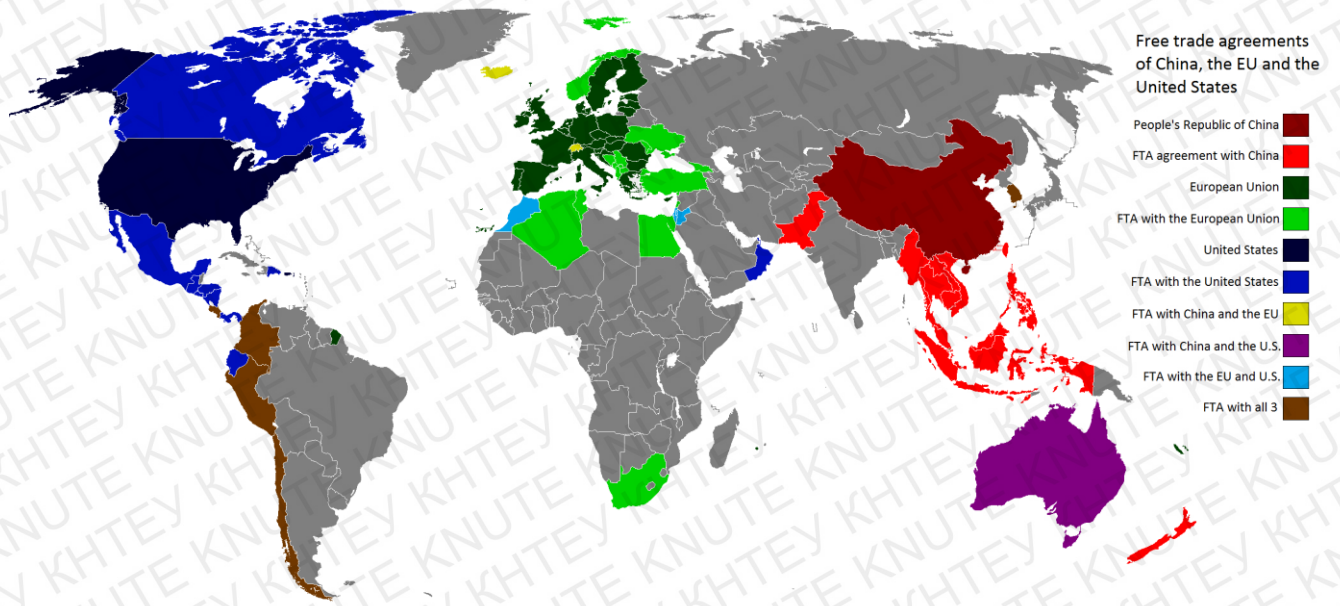 Free trade agreements
of China, the EU and the
United States
People's Republic of China
FTA agreement with China
European Union
FTA with the European Union
United States
FTA with the United States
FTA with China and the EU
FTA with China and the U.S.
FTA with the EU and U.S.
FTA with all 3